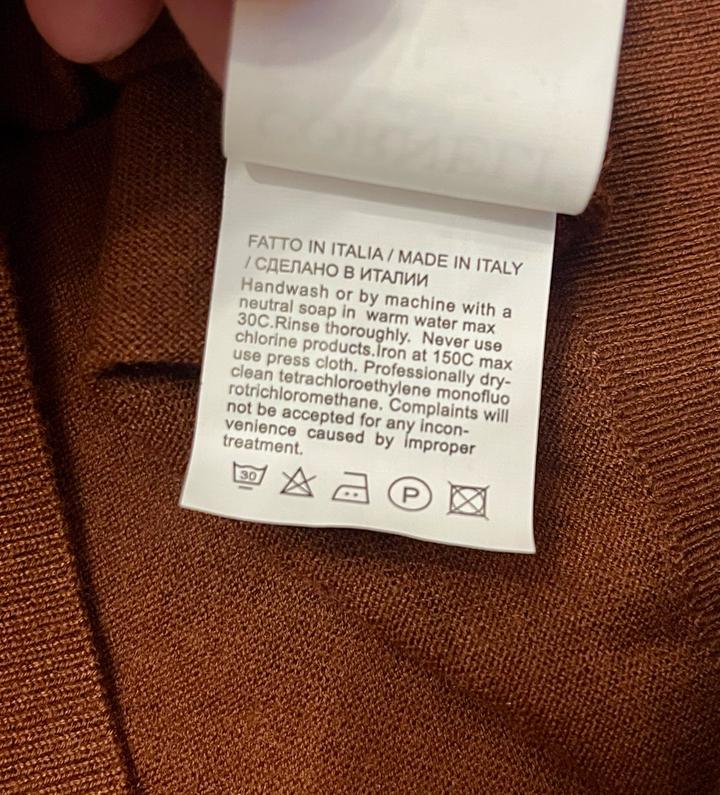 FATTO IN ITALIA / MADE IN ITALY
/ СДЕЛАНО В ИТАЛИИ
Handwash or by machine with a
neutral soap in warm water max
30C.Rinse thoroughly. Never use
chlorine products.Iron at 150C max
use press cloth. Professionally dry-
clean tetrachloroethylene monofluo
rotrichloromethane. Complaints will
not be accepted for any incon-
venience caused by improper
treatment.
30
P